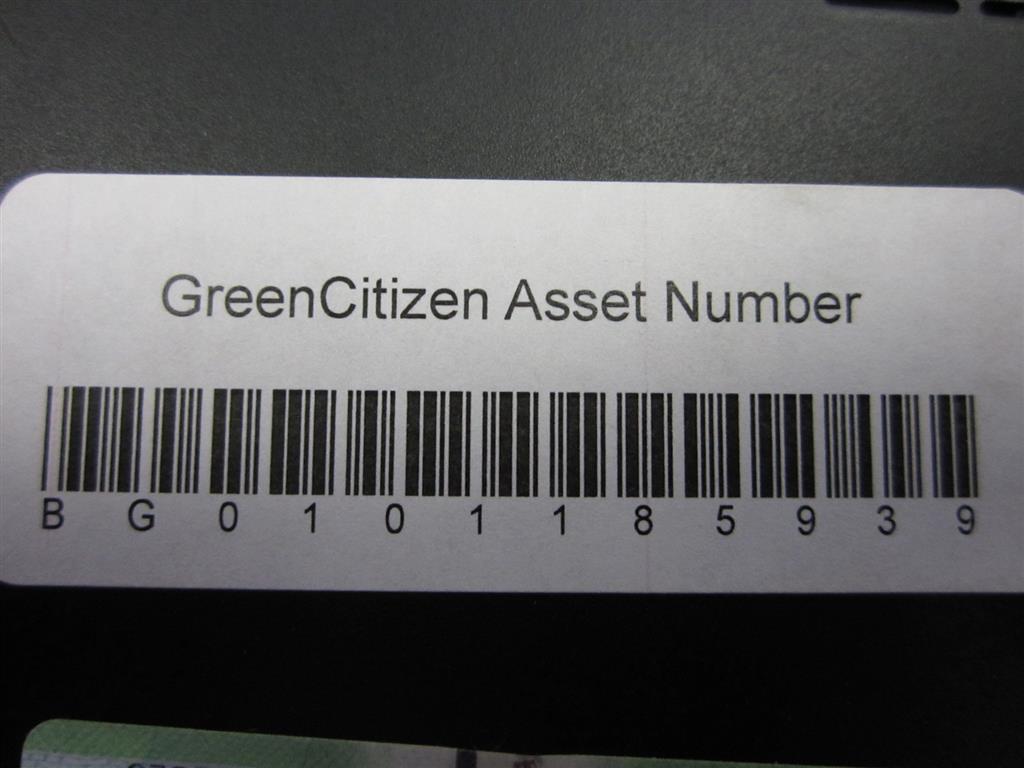 GreenCitizen Asset Number
B G 0 1 0 1 1 8 5 9 3 9